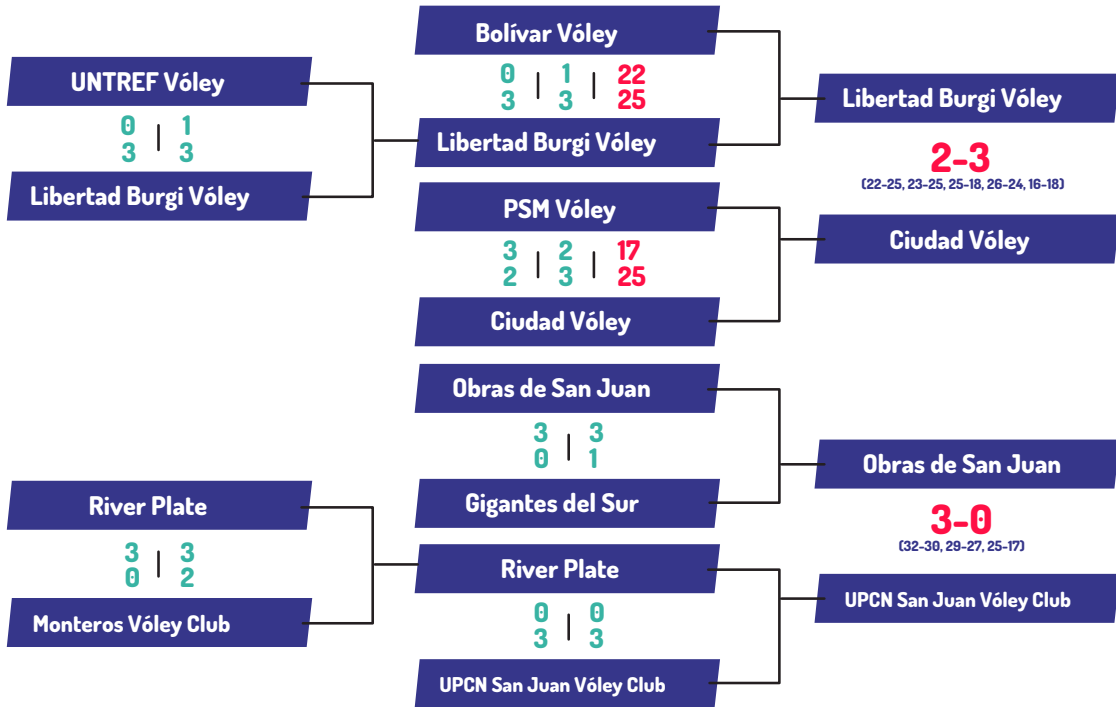 UNTREF Vóley
0 | 1
3 | 3
Libertad Burgi Vóley
River Plate
3 | 3
0 | 2
Monteros Vóley Club
Bolívar Vóley
0 | 1 | 22
3 | 3 | 25
Libertad Burgi Vóley
PSM Vóley
3 | 2 | 17
2 | 3 | 25
Ciudad Vóley
Obras de San Juan
3 | 3
0 | 1
Gigantes del Sur
River Plate
0 | 0
3 | 3
UPCN San Juan Vóley Club
Libertad Burgi Vóley
2-3
(22-25, 23-25, 25-18, 26-24, 16-18)
Ciudad Vóley
Obras de San Juan
3-0
(32-30, 29-27, 25-17)
UPCN San Juan Vóley Club